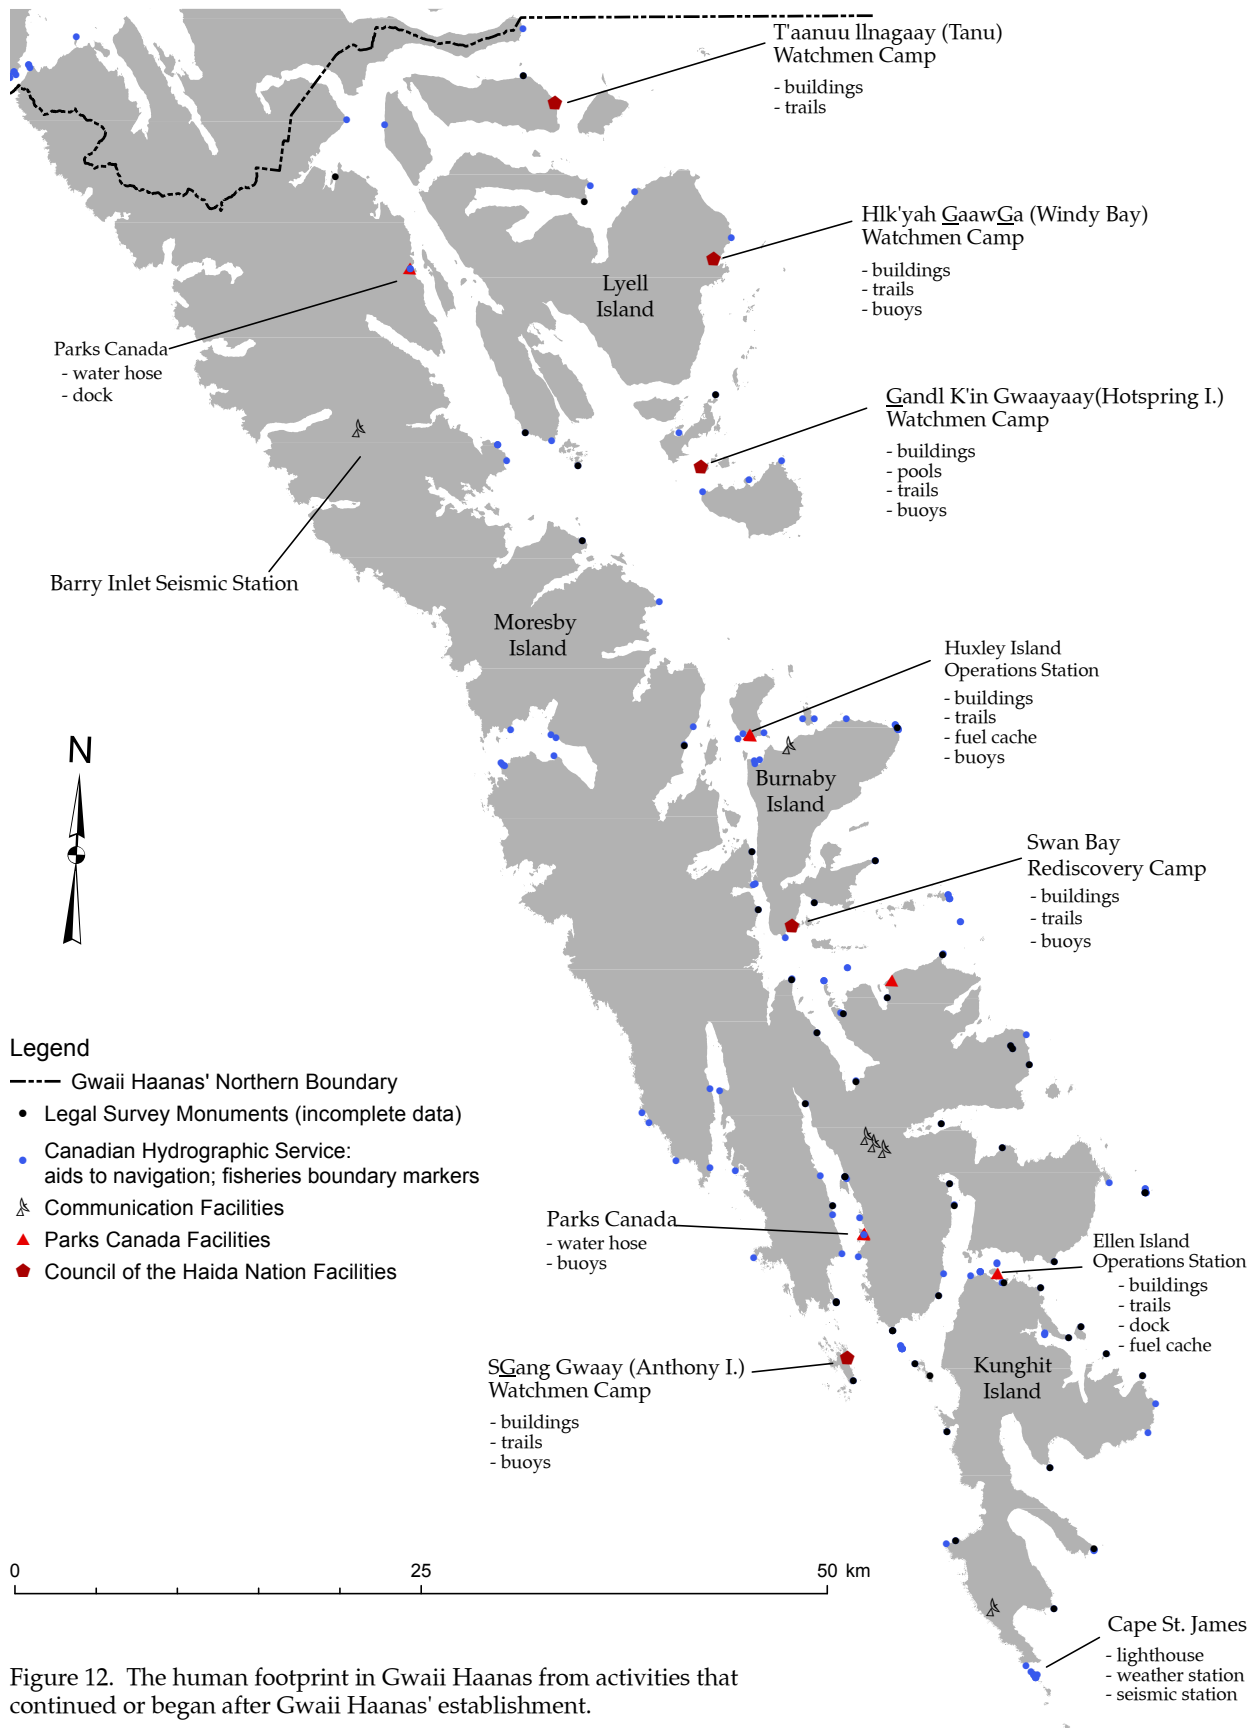 T'aanuu llnagaay (Tanu)
Watchmen Camp
- buildings
- trails
Hlk'yah GaawGa (Windy Bay)
Watchmen Camp
- buildings
- trails
- buoys
Lyell
Island
Parks Canada
- water hose
- dock
Gandl K'in Gwaayaay(Hotspring I.)
Watchmen Camp
- buildings
- pools
- trails
- buoys
Barry Inlet Seismic Station
Moresby
Island
Huxley Island
Operations Station
- buildings
- trails
- fuel cache
- buoys
N
Burnaby
Island
Swan Bay
Rediscovery Camp
- buildings
- trails
- buoys
Legend
Gwaii Haanas' Northern Boundary
Legal Survey Monuments (incomplete data)
Canadian Hydrographic Service:
aids to navigation; fisheries boundary markers
Communication Facilities
Parks Canada Facilities
Council of the Haida Nation Facilities
Parks Canada
- water hose
- buoys
Ellen Island
Operations Station
- buildings
- trails
- dock
- fuel cache
SGang Gwaay (Anthony I.)
Watchmen Camp
- buildings
- trails
- buoys
Kunghit
Island
0 25 50 km
Cape St. James
- lighthouse
- weather station
- seismic station
Figure 12. The human footprint in Gwaii Haanas from activities that
continued or began after Gwaii Haanas' establishment.